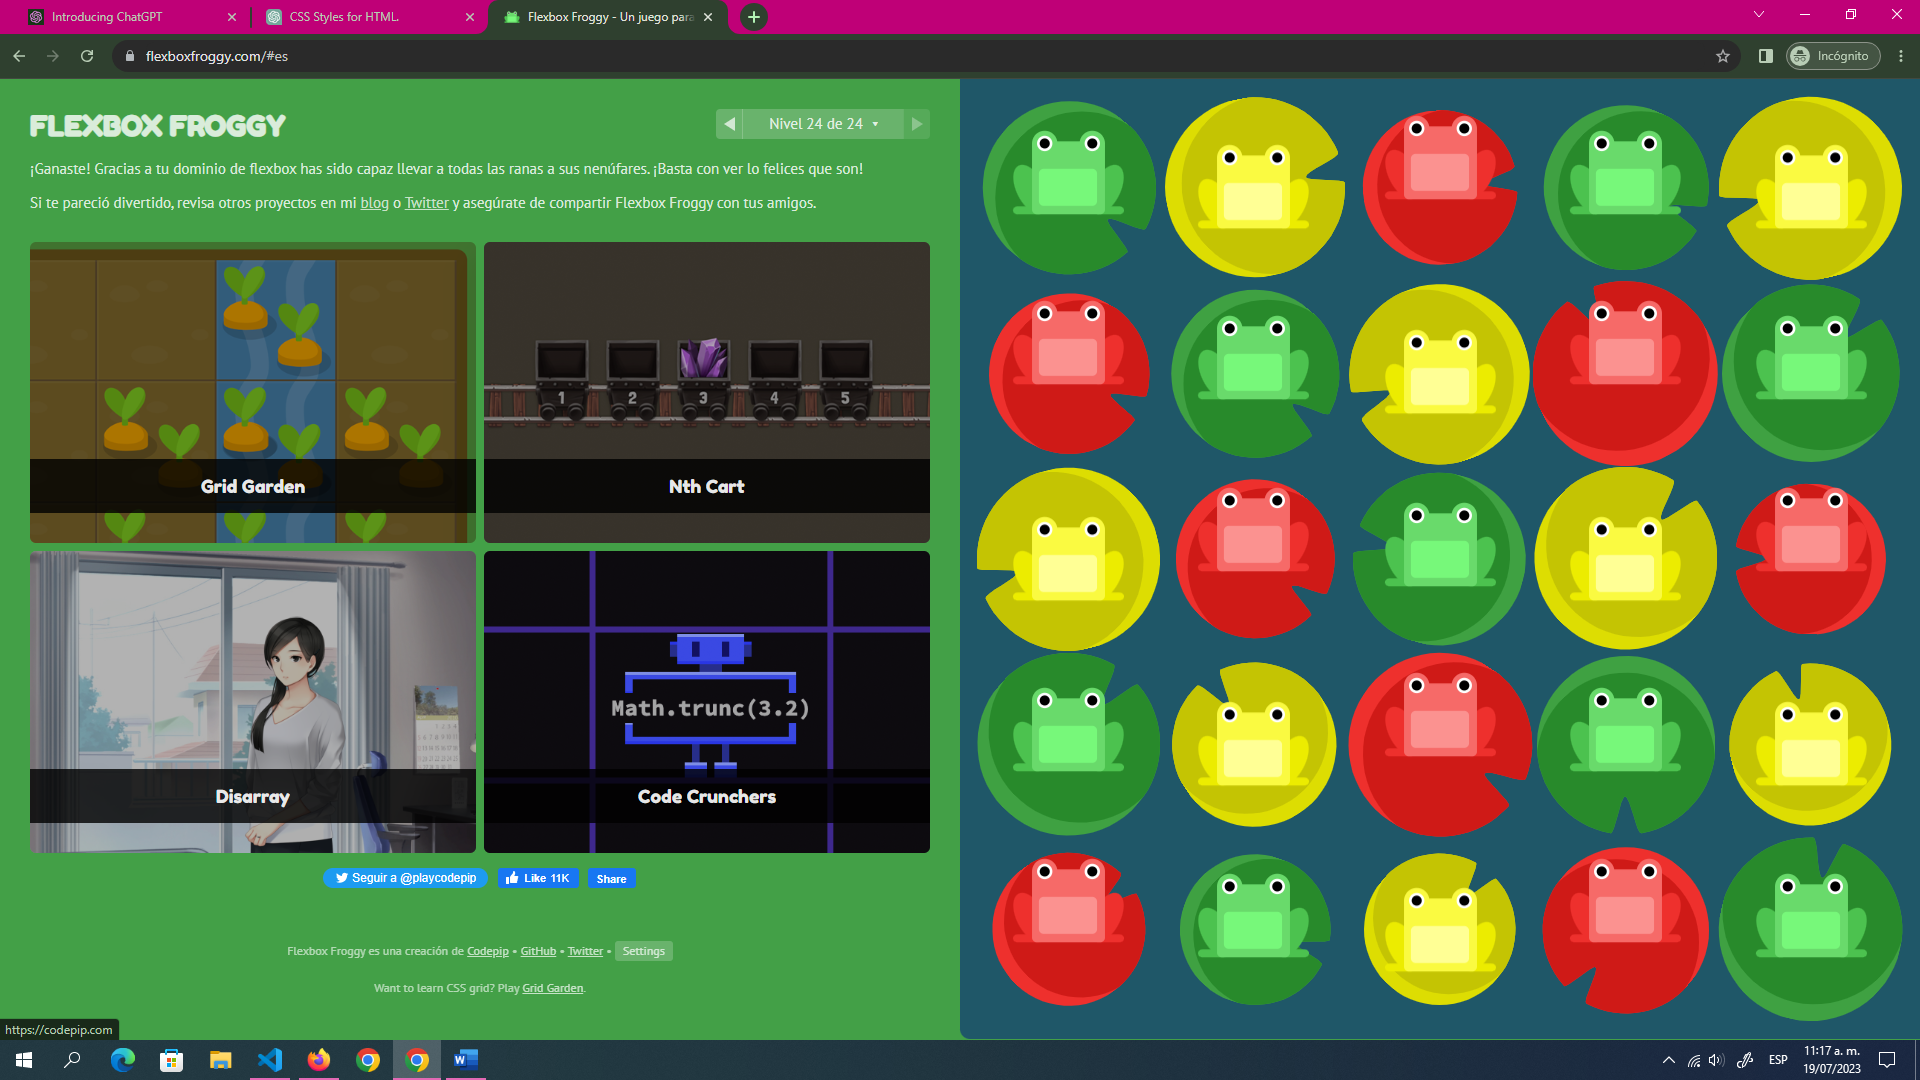 Introducing ChatGPT
CSS Styles for HTML.
Flexbox Froggy - Un juego para
flexboxfroggy.com/#es
Incógnito
FLEXBOX FROGGY
Nivel 24 de 24
¡Ganaste! Gracias a tu dominio de flexbox has sido capaz llevar a todas las ranas a sus nenúfares. ¡Basta con ver lo felices que son!
Si te pareció divertido, revisa otros proyectos en mi blog o Twitter y asegúrate de compartir Flexbox Froggy con tus amigos.
1 2 3 4 5
Grid Garden
Nth Cart
Math.trunc(3.2)
Disarray
Code Crunchers
Seguir a @playcodepip
Like 11K
Share
Flexbox Froggy es una creación de Codepip • GitHub • Twitter • Settings
Want to learn CSS grid? Play Grid Garden.
https://codepip.com
W
ESP
11:17 a. m.
19/07/2023